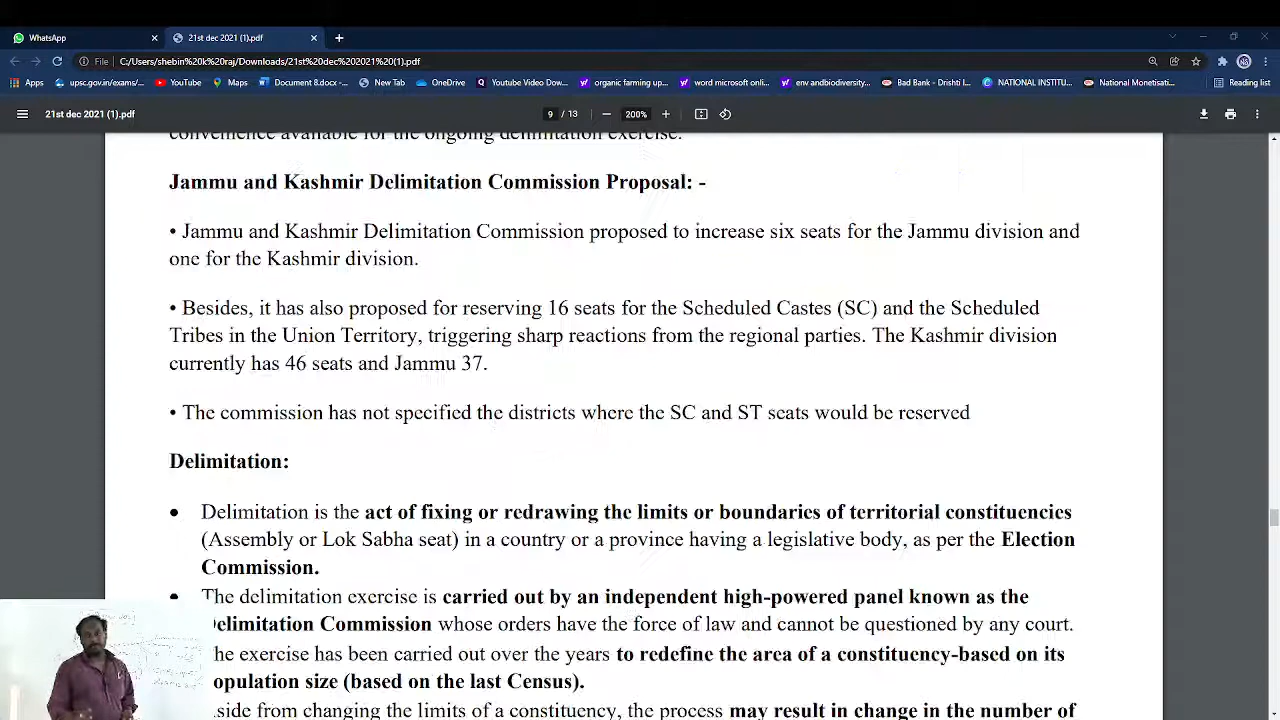 WhatsApp
21st dec 2021 (1).pdf
File
C:/Users/shebin%20k%20raj/Downloads/21st%20dec%202021%20(1).pdf
Apps
upsc.gov.in/exams/...
YouTube
Maps
Document 8.docx -...
New Tab
OneDrive
Youtube Video Dow...
organic farming up...
word microsoft onl...
env andbiodiversity...
Bad Bank - Drishti I...
NATIONAL INSTITU...
National Monetisati...
Reading list
21st dec 2021 (1).pdf
9 / 13
200%
convenience available for the ongoing delimitation exercise.
Jammu and Kashmir Delimitation Commission Proposal: -
• Jammu and Kashmir Delimitation Commission proposed to increase six seats for the Jammu division and
one for the Kashmir division.
• Besides, it has also proposed for reserving 16 seats for the Scheduled Castes (SC) and the Scheduled
Tribes in the Union Territory, triggering sharp reactions from the regional parties. The Kashmir division
currently has 46 seats and Jammu 37.
• The commission has not specified the districts where the SC and ST seats would be reserved
Delimitation:
• Delimitation is the act of fixing or redrawing the limits or boundaries of territorial constituencies
(Assembly or Lok Sabha seat) in a country or a province having a legislative body, as per the Election
Commission.
• The delimitation exercise is carried out by an independent high-powered panel known as the
elimitation Commission whose orders have the force of law and cannot be questioned by any court.
he exercise has been carried out over the years to redefine the area of a constituency-based on its
opulation size (based on the last Census).
side from changing the limits of a constituency, the process may result in change in the number of